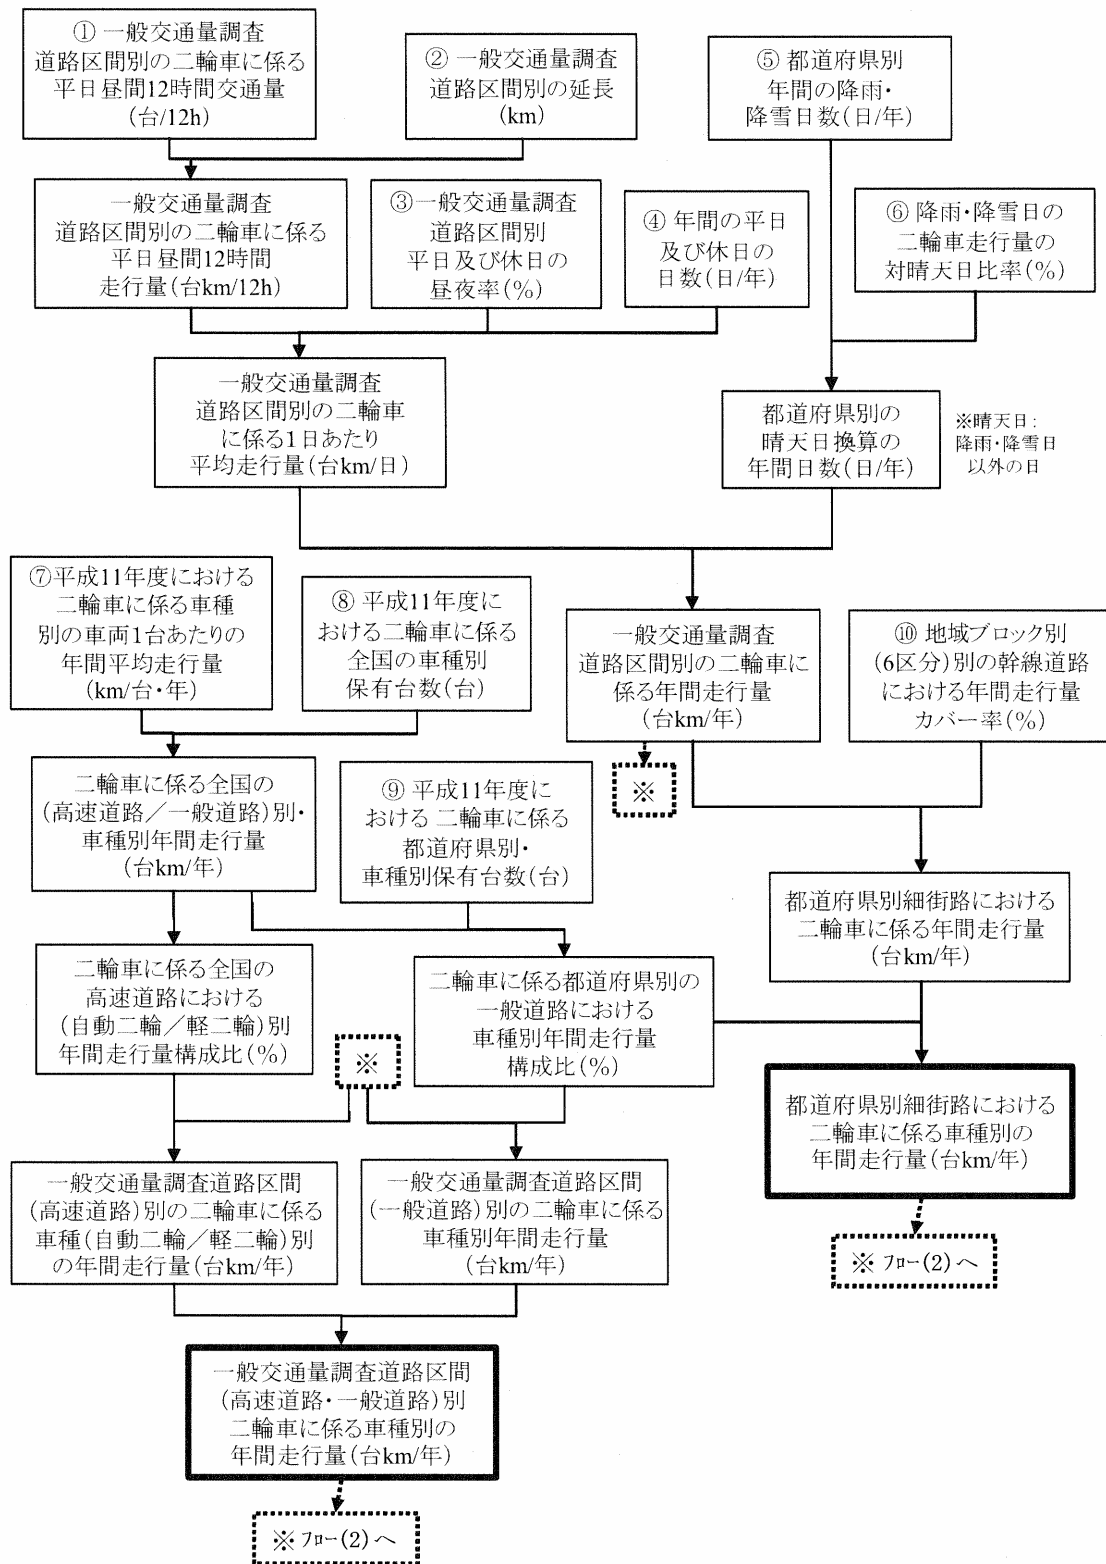 ① 一般交通量調査
道路区間別の二輪車に係る
平日昼間12時間交通量
(台/12h)
② 一般交通量調査
道路区間別の延長
(km)
⑤ 都道府県別
年間の降雨・
降雪日数(日/年)
一般交通量調査
道路区間別の二輪車に係る
平日昼間12時間
走行量(台km/12h)
③一般交通量調査
道路区間別
平日及び休日の
昼夜率(%)
④ 年間の平日
及び休日の
日数(日/年)
⑥ 降雨・降雪日の
二輪車走行量の
対晴天日比率(%)
一般交通量調査
道路区間別の二輪車
に係る1日あたり
平均走行量(台km/日)
都道府県別の
晴天日換算の
年間日数(日/年)
※晴天日:
降雨・降雪日
以外の日
⑦平成11年度における
二輪車に係る車種
別の車両1台あたりの
年間平均走行量
(km/台・年)
⑧ 平成11年度に
おける二輪車に係る
全国の車種別
保有台数(台)
一般交通量調査
道路区間別の二輪車に
係る年間走行量
(台km/年)
⑩ 地域ブロック別
(6区分)別の幹線道路
における年間走行量
カバー率(%)
※
二輪車に係る全国の
(高速道路/一般道路)別・
車種別年間走行量
(台km/年)
⑨ 平成11年度に
おける 二輪車に係る
都道府県別・
車種別保有台数(台)
都道府県別細街路における
二輪車に係る年間走行量
(台km/年)
二輪車に係る全国の
高速道路における
(自動二輪/軽二輪)別
年間走行量構成比(%)
※
二輪車に係る都道府県別の
一般道路における
車種別年間走行量
構成比(%)
都道府県別細街路における
二輪車に係る車種別の
年間走行量(台km/年)
一般交通量調査道路区間
(高速道路)別の二輪車に係る
車種(自動二輪/軽二輪)別
の年間走行量(台km/年)
一般交通量調査道路区間
(一般道路)別の二輪車に係る
車種別年間走行量
(台km/年)
※ フロー(2) へ
一般交通量調査道路区間
(高速道路・一般道路)別
二輪車に係る車種別の
年間走行量(台km/年)
※ フロー(2) へ